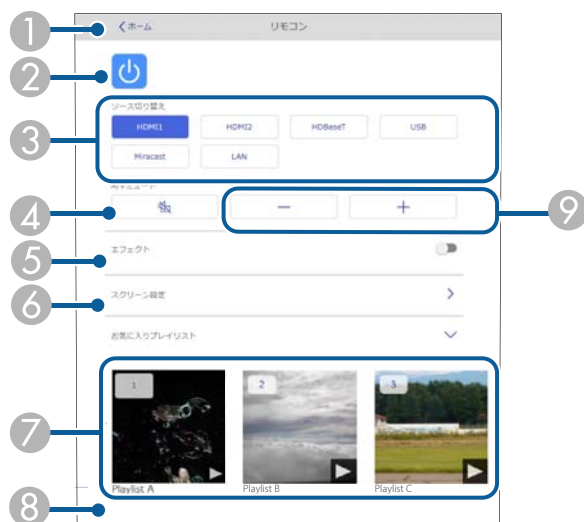 1
ホーム
リモコン
2
ソース切り替え
3
HDMI1
HDMI2
HDBaseT
USB
Miracast
LAN
4
9
5
エフェクト
6
スクリーン設定
お気に入りプレイリスト
7
1
2
3
Playlist A
Playlist B
Playlist C
8